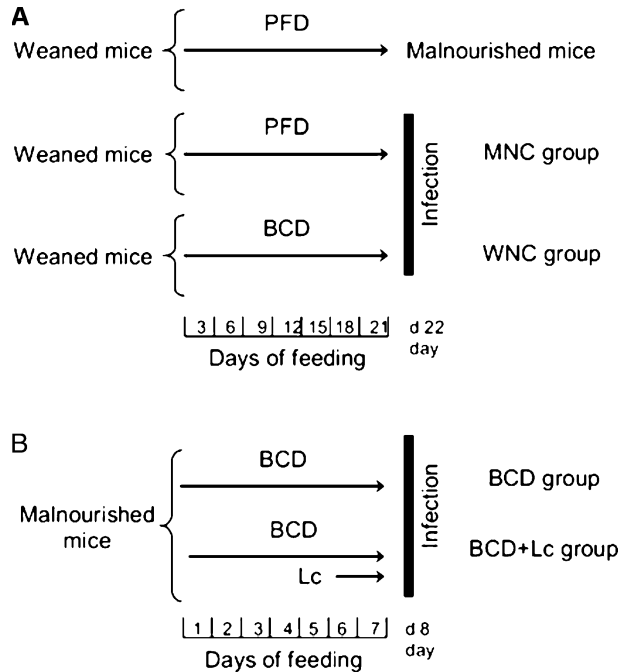 A
PFD
Weaned mice
Malnourished mice
PFD
Weaned mice
MNC group
Infection
BCD
Weaned mice
WNC group
3 6 9 12 15 18 21 d 22
day
Days of feeding
B
BCD
BCD group
Malnourished
mice
Infection
BCD
BCD+Lc group
Lc
1 2 3 4 5 6 7 d 8
day
Days of feeding